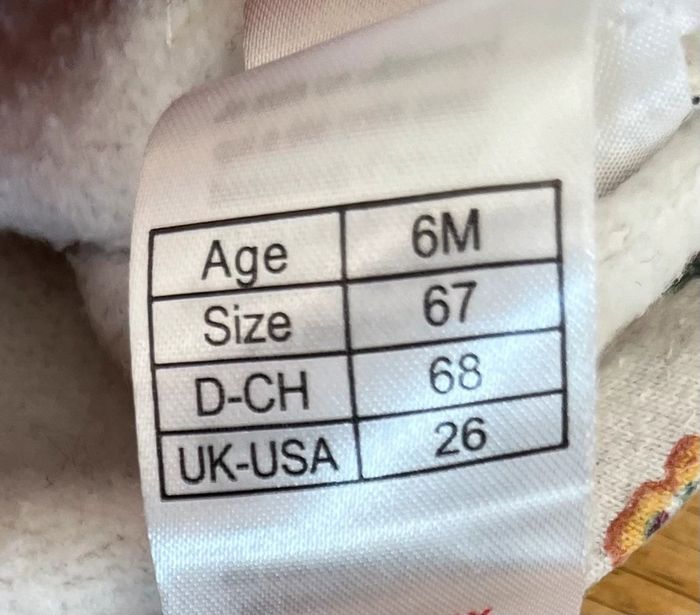 Age 6M
Size 67
D-CH 68
UK-USA 26